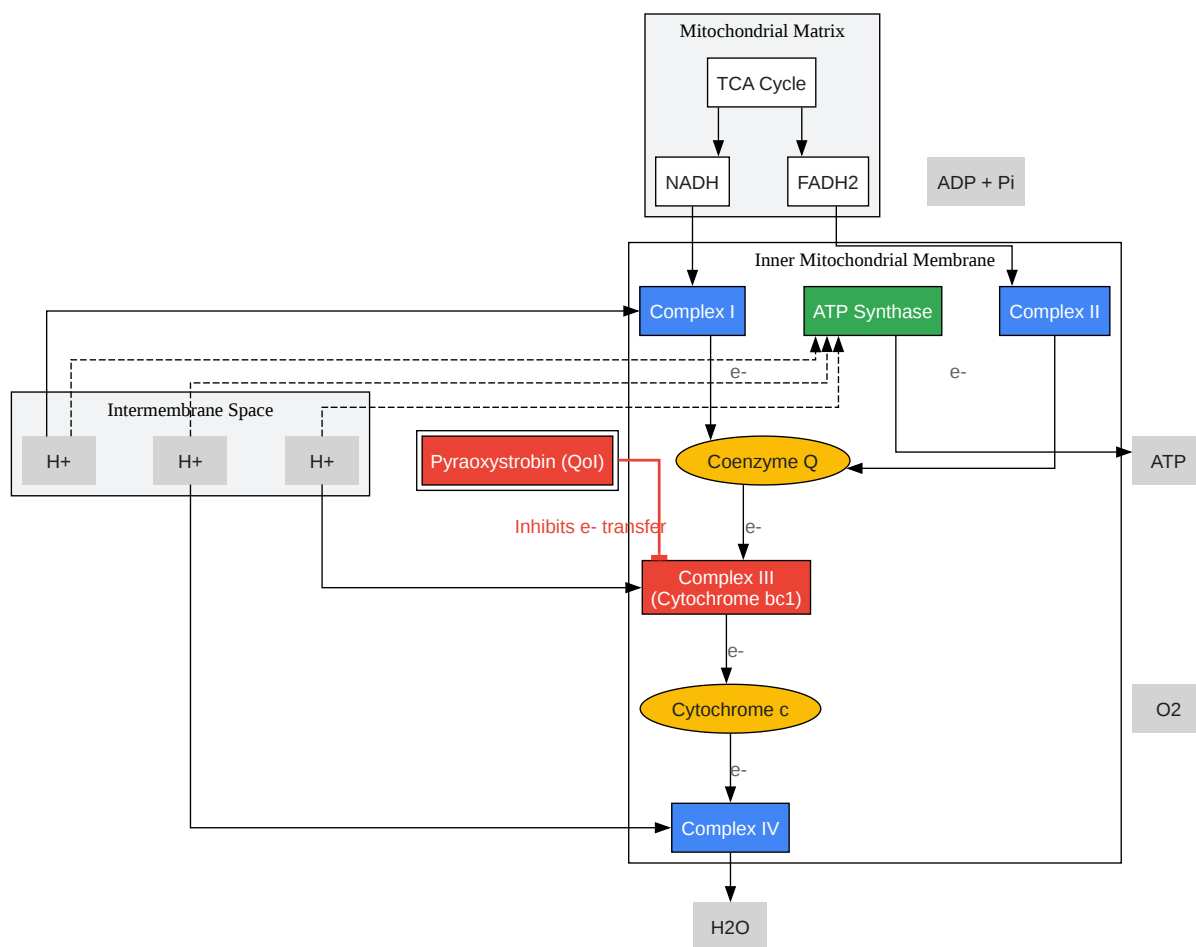 Mitochondrial Matrix
TCA Cycle
NADH
FADH2
ADP + Pi
Inner Mitochondrial Membrane
Complex I
ATP Synthase
Complex II
e-
e-
Intermembrane Space
H+
H+
H+
Pyraoxystrobin (QoI)
Coenzyme Q
ATP
Inhibits e- transfer
e-
Complex III
(Cytochrome bc1)
e-
Cytochrome c
O2
e-
Complex IV
H2O